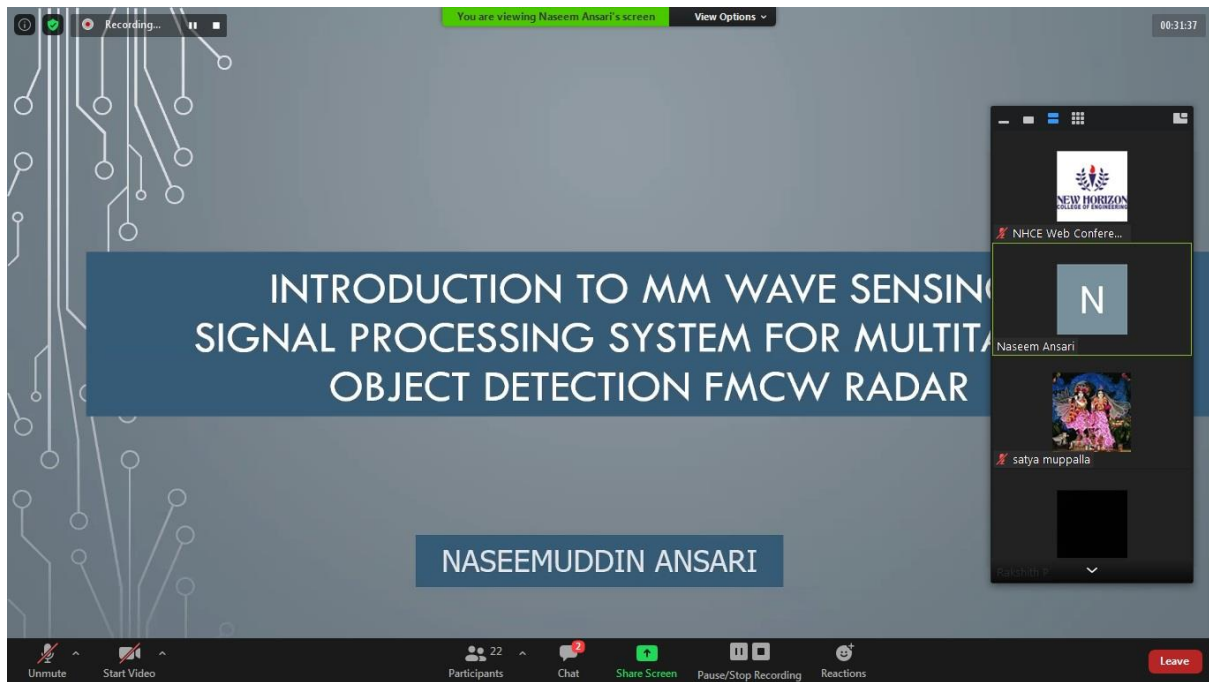 Recording...
You are viewing Naseem Ansari's screen
View Options
00:31:37
NEW HORIZON
COLLEGE OF ENGINEERING
NHCE Web Confere...
INTRODUCTION TO MM WAVE SENSIN
SIGNAL PROCESSING SYSTEM FOR MULTITA
OBJECT DETECTION FMCW RADAR
N
Naseem Ansari
satya muppalla
NASEEMUDDIN ANSARI
Rakshith P
Unmute
Start Video
22
Participants
2
Chat
Share Screen
Pause/Stop Recording
Reactions
Leave